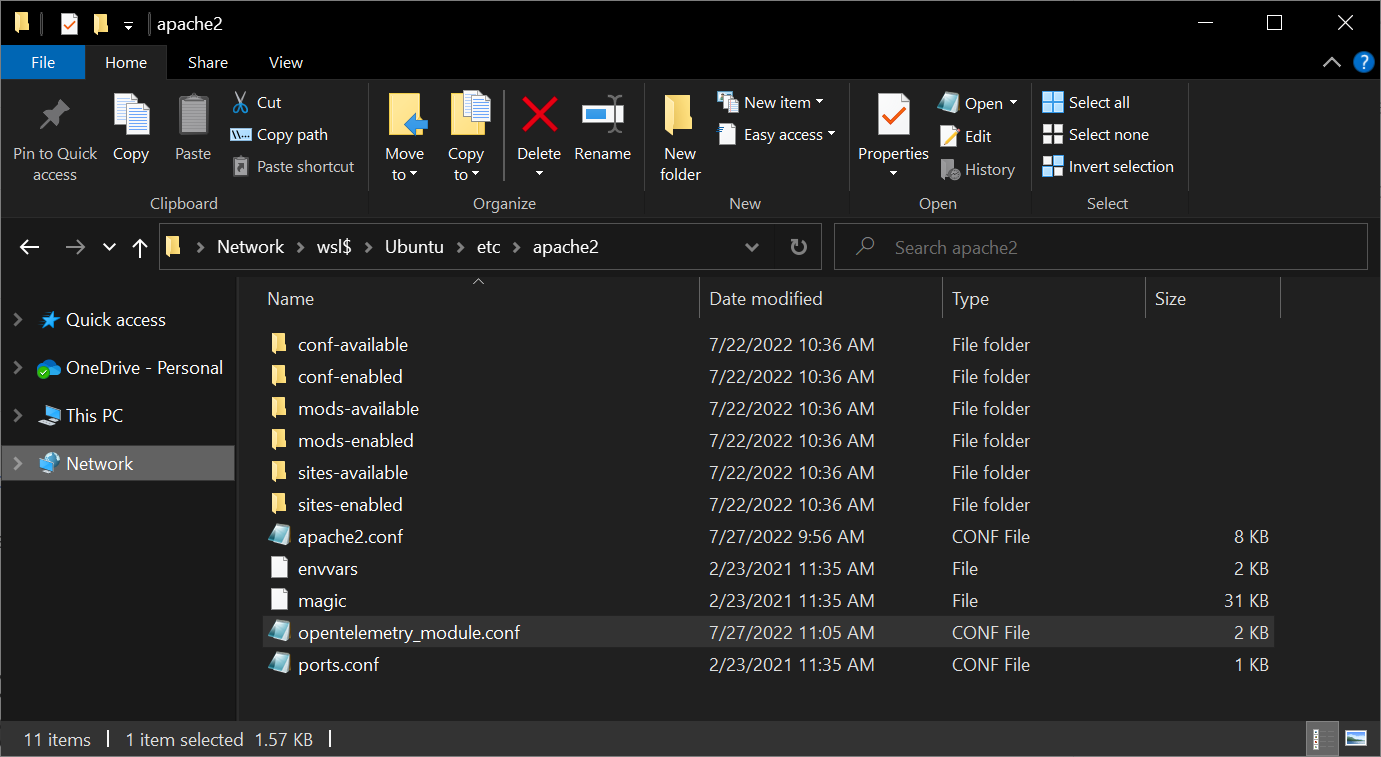 apache2
File Home Share View
Pin to Quick access
Copy
Paste
Cut
Copy path
Paste shortcut
Clipboard
Move to
Copy to
Delete
Rename
Organize
New folder
New item
Easy access
New
Properties
Open
Edit
History
Open
Select all
Select none
Invert selection
Select
Network wsl$ Ubuntu etc apache2
Search apache2
Quick access
OneDrive - Personal
This PC
Network
Name Date modified Type Size
conf-available 7/22/2022 10:36 AM File folder
conf-enabled 7/22/2022 10:36 AM File folder
mods-available 7/22/2022 10:36 AM File folder
mods-enabled 7/22/2022 10:36 AM File folder
sites-available 7/22/2022 10:36 AM File folder
sites-enabled 7/22/2022 10:36 AM File folder
apache2.conf 7/27/2022 9:56 AM CONF File 8 KB
envvars 2/23/2021 11:35 AM File 2 KB
magic 2/23/2021 11:35 AM File 31 KB
opentelemetry_module.conf 7/27/2022 11:05 AM CONF File 2 KB
ports.conf 2/23/2021 11:35 AM CONF File 1 KB
11 items 1 item selected 1.57 KB